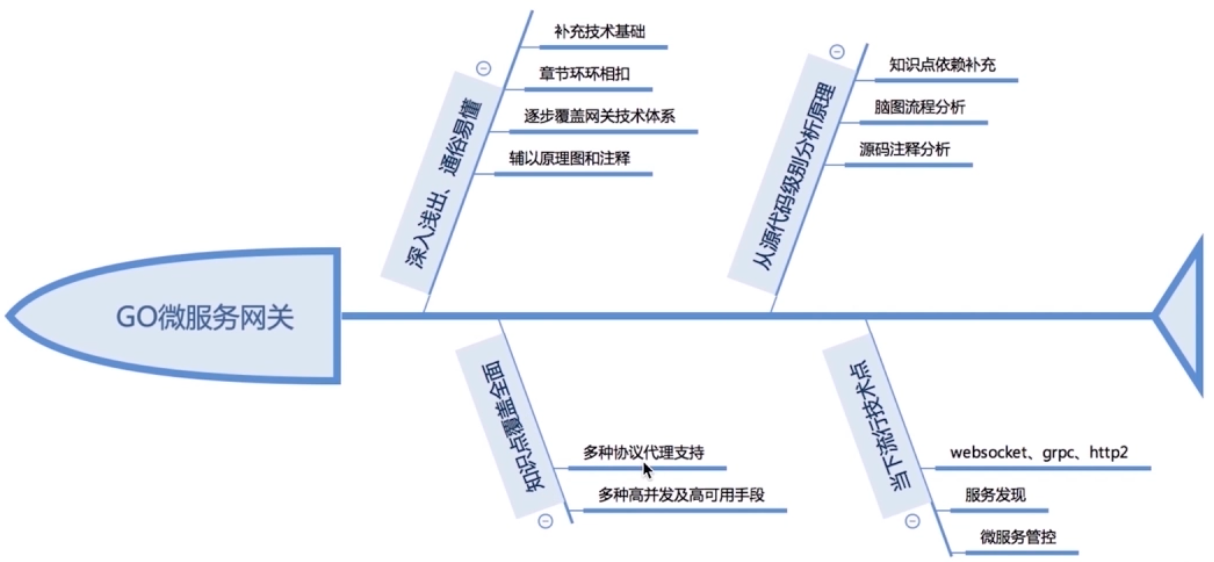 GO微服务网关
深入浅出、通俗易懂
补充技术基础
章节环环相扣
逐步覆盖网关技术体系
辅以原理图和注释
从源代码级别分析原理
知识点依赖补充
脑图流程分析
源码注释分析
知识点覆盖全面
多种协议代理支持
多种高并发及高可用手段
当下流行技术点
websocket、grpc、http2
服务发现
微服务管控